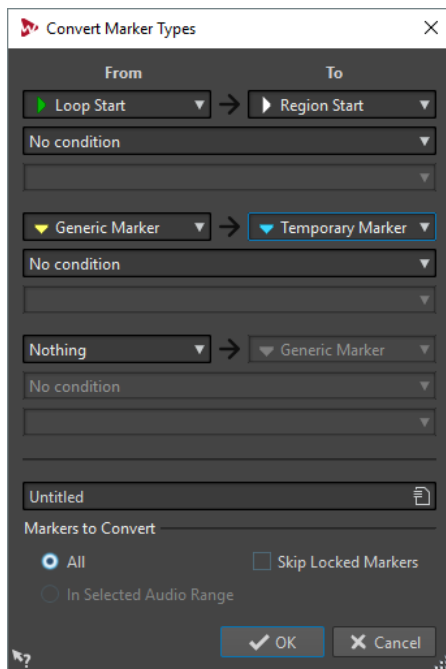 Convert Marker Types
From To
Loop Start Region Start
No condition
Generic Marker Temporary Marker
No condition
Nothing Generic Marker
No condition
Untitled
Markers to Convert
All Skip Locked Markers
In Selected Audio Range
? OK Cancel